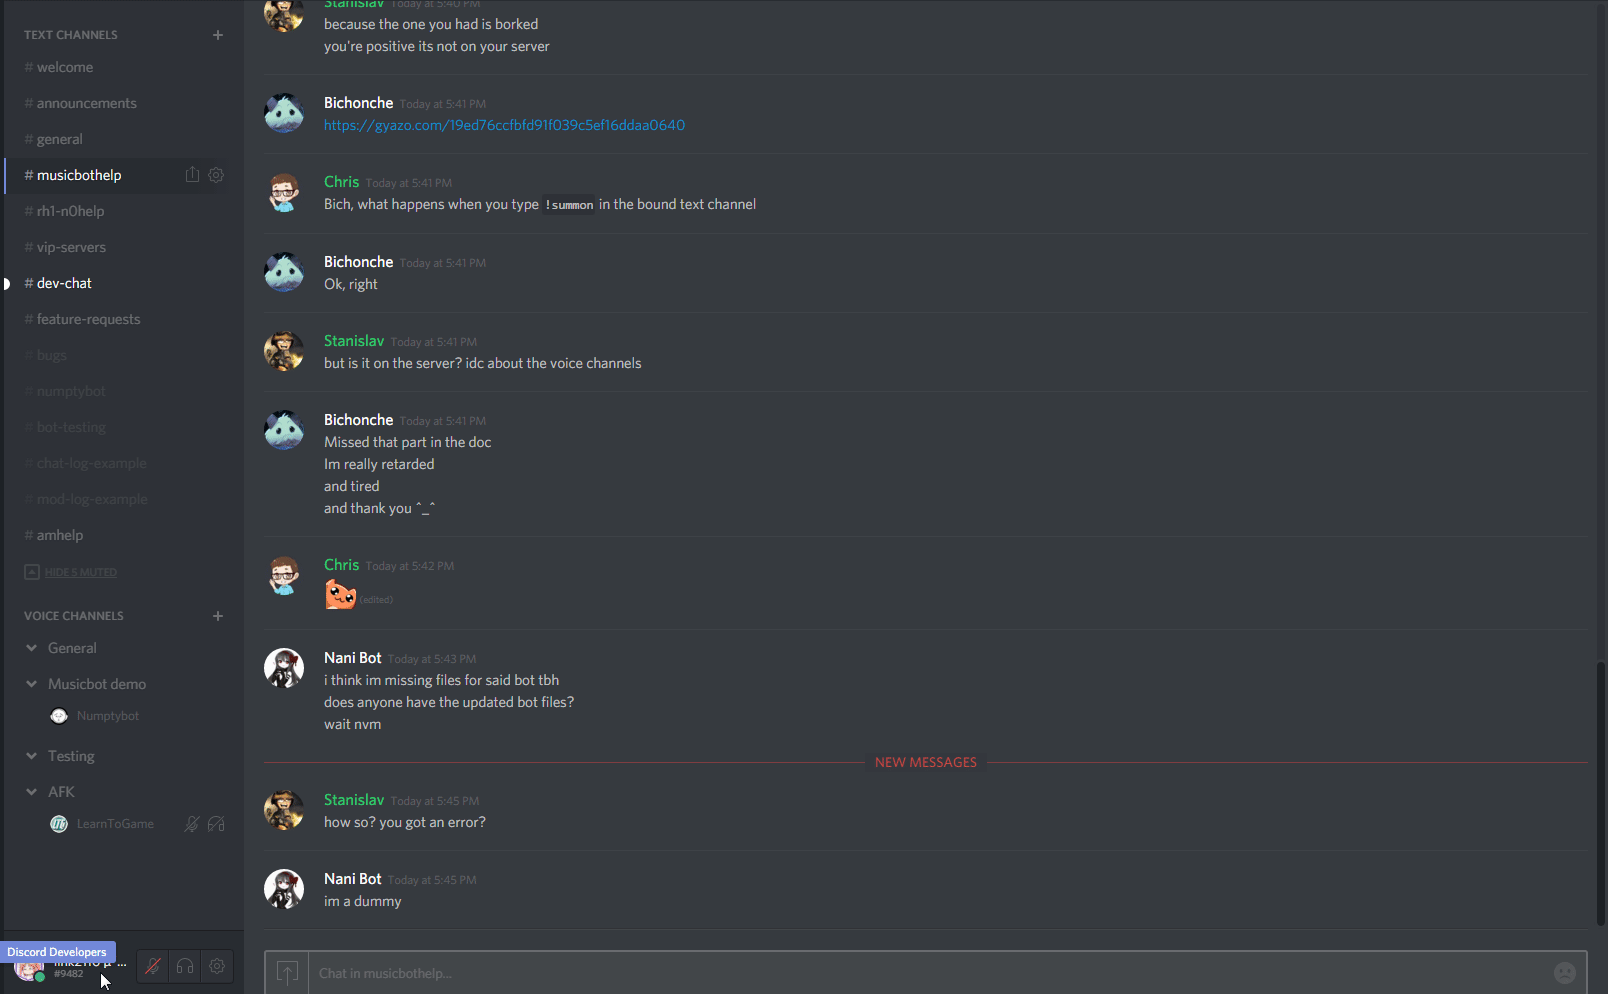 TEXT CHANNELS
# welcome
# announcements
# general
# musicbothelp
# rh1-n0help
# vip-servers
# dev-chat
# feature-requests
# bugs
# numptybot
# bot-testing
# chat-log-example
# mod-log-example
# amhelp
HIDE 5 MUTED
VOICE CHANNELS
General
Musicbot demo
Numptybot
Testing
AFK
LearnToGame
Discord Developers
#9482
Stanislav Today at 5:40 PM
because the one you had is borked
you're positive its not on your server
Bichonche Today at 5:41 PM
https://gyazo.com/19ed76ccfbfd91f039c5ef16ddaa0640
Chris Today at 5:41 PM
Bich, what happens when you type !summon in the bound text channel
Bichonche Today at 5:41 PM
Ok, right
Stanislav Today at 5:41 PM
but is it on the server? idc about the voice channels
Bichonche Today at 5:41 PM
Missed that part in the doc
Im really retarded
and tired
and thank you ^_^
Chris Today at 5:42 PM
(edited)
Nani Bot Today at 5:43 PM
i think im missing files for said bot tbh
does anyone have the updated bot files?
wait nvm
NEW MESSAGES
Stanislav Today at 5:45 PM
how so? you got an error?
Nani Bot Today at 5:45 PM
im a dummy
Chat in musicbothelp...